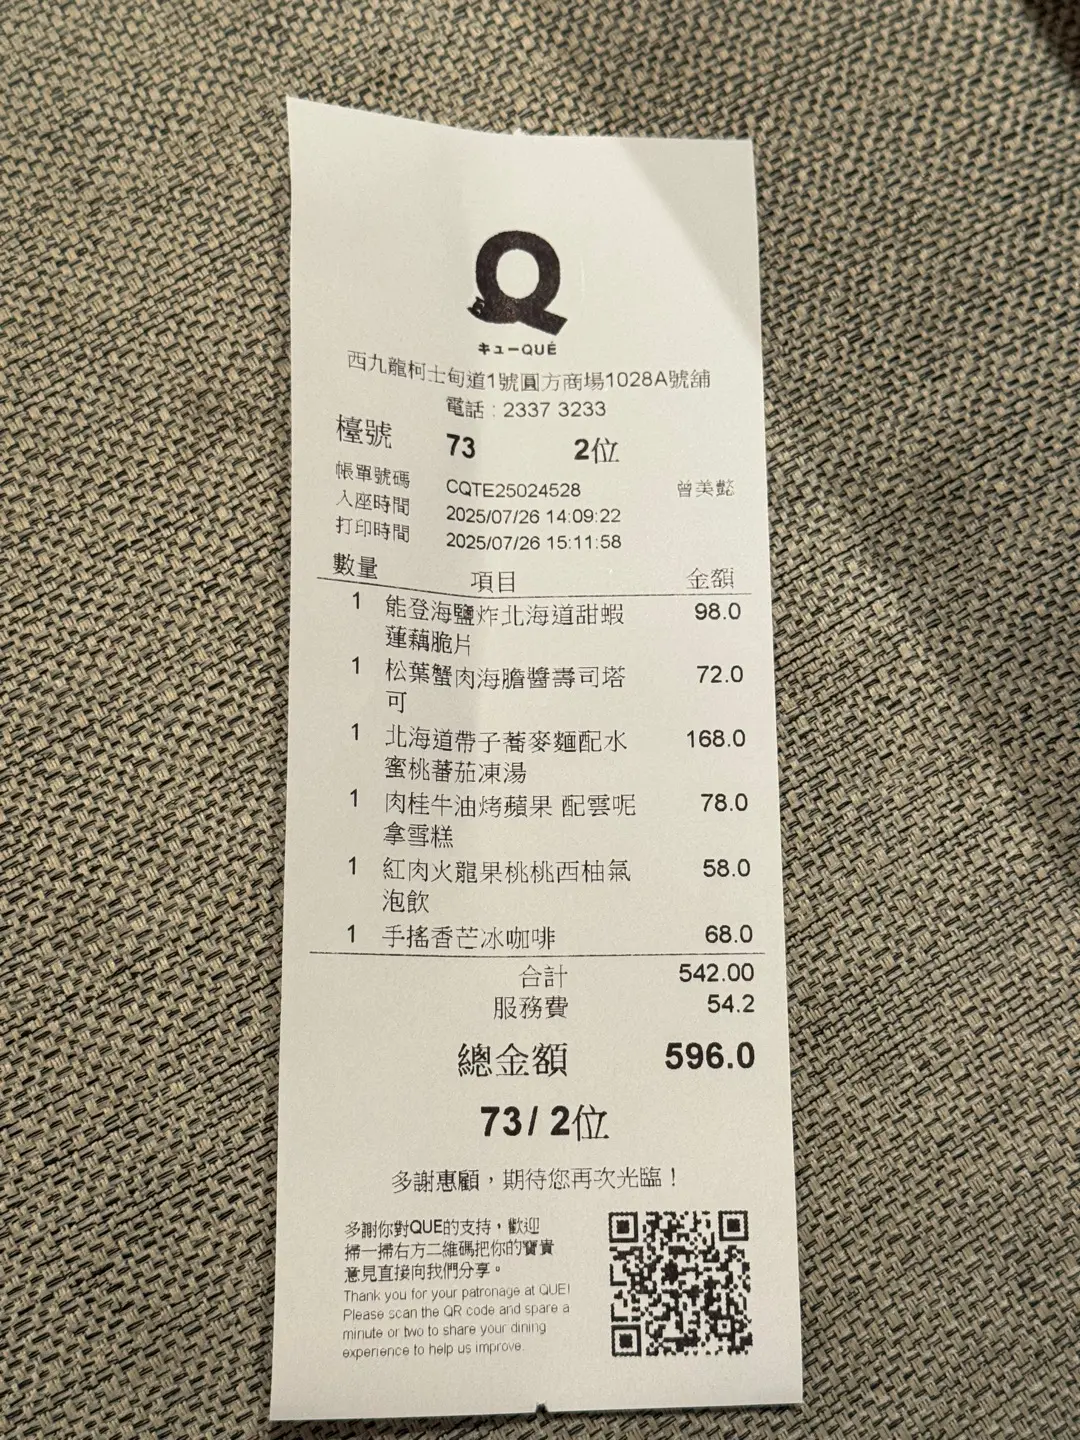 Q
キューQUÉ
西九龍柯士甸道1號圓方商場1028A號舖
電話：2337 3233
檯號 73 2位
帳單號碼 CQTE25024528 曾美懿
入座時間 2025/07/26 14:09:22
打印時間 2025/07/26 15:11:58
數量 項目 金額
1 能登海鹽炸北海道甜蝦 98.0
蓮藕脆片
1 松葉蟹肉海膽醬壽司塔 72.0
可
1 北海道帶子蕎麥麵配水 168.0
蜜桃蕃茄凍湯
1 肉桂牛油烤蘋果 配雲呢 78.0
拿雪糕
1 紅肉火龍果桃桃西柚氣 58.0
泡飲
1 手搖香芒冰咖啡 68.0
合計 542.00
服務費 54.2
總金額 596.0
73/ 2位
多謝惠顧，期待您再次光臨！
多謝你對QUE的支持，歡迎
掃一掃右方二維碼把你的寶貴
意見直接向我們分享。
Thank you for your patronage at QUE!
Please scan the QR code and spare a
minute or two to share your dining
experience to help us improve.